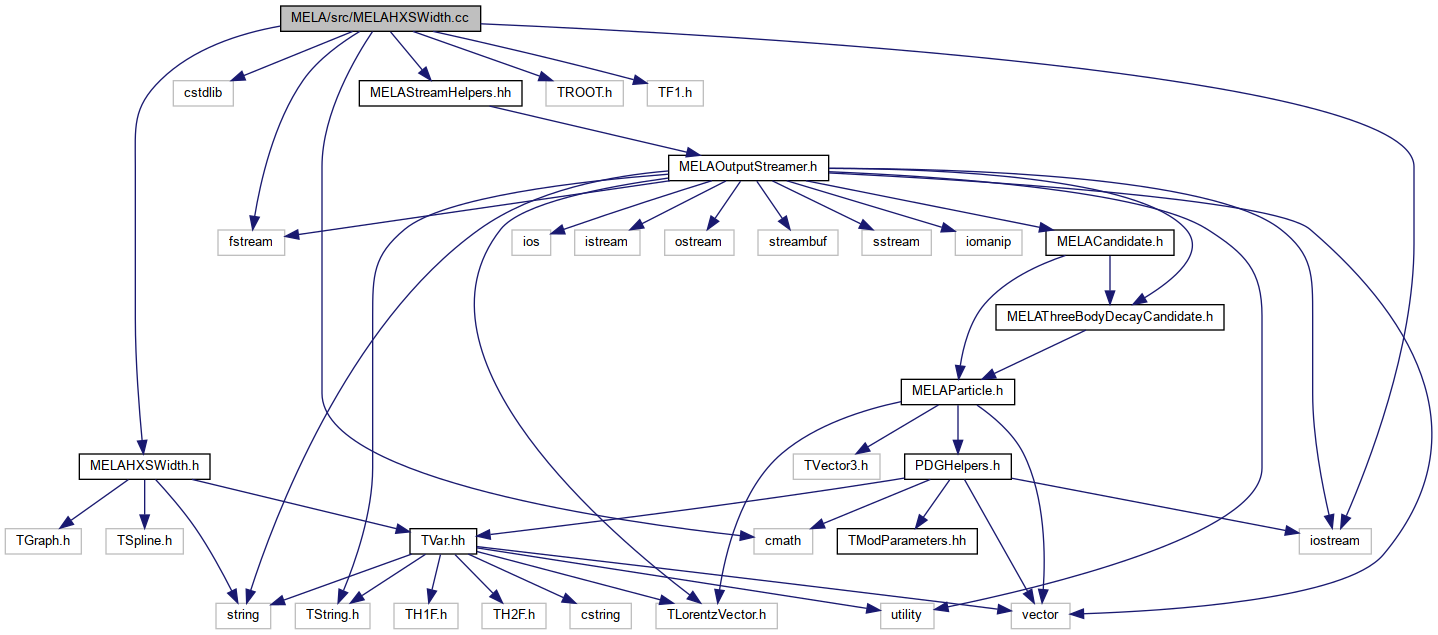 MELA/src/MELAHXSWidth.cc
cstdlib
MELAStreamHelpers.hh
TROOT.h
TF1.h
MELAOutputStreamer.h
fstream
ios
istream
ostream
streambuf
sstream
iomanip
MELACandidate.h
MELAThreeBodyDecayCandidate.h
MELAParticle.h
MELAHXSWidth.h
TVector3.h
PDGHelpers.h
TGraph.h
TSpline.h
TVar.hh
cmath
TModParameters.hh
iostream
string
TString.h
TH1F.h
TH2F.h
cstring
TLorentzVector.h
utility
vector